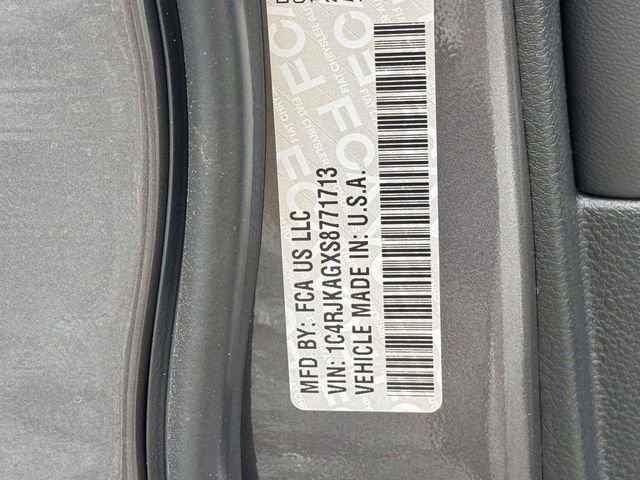 MFD BY: FCA US LLC
VIN: 1C4RJKAGXS8771713
VEHICLE MADE IN: U.S.A.